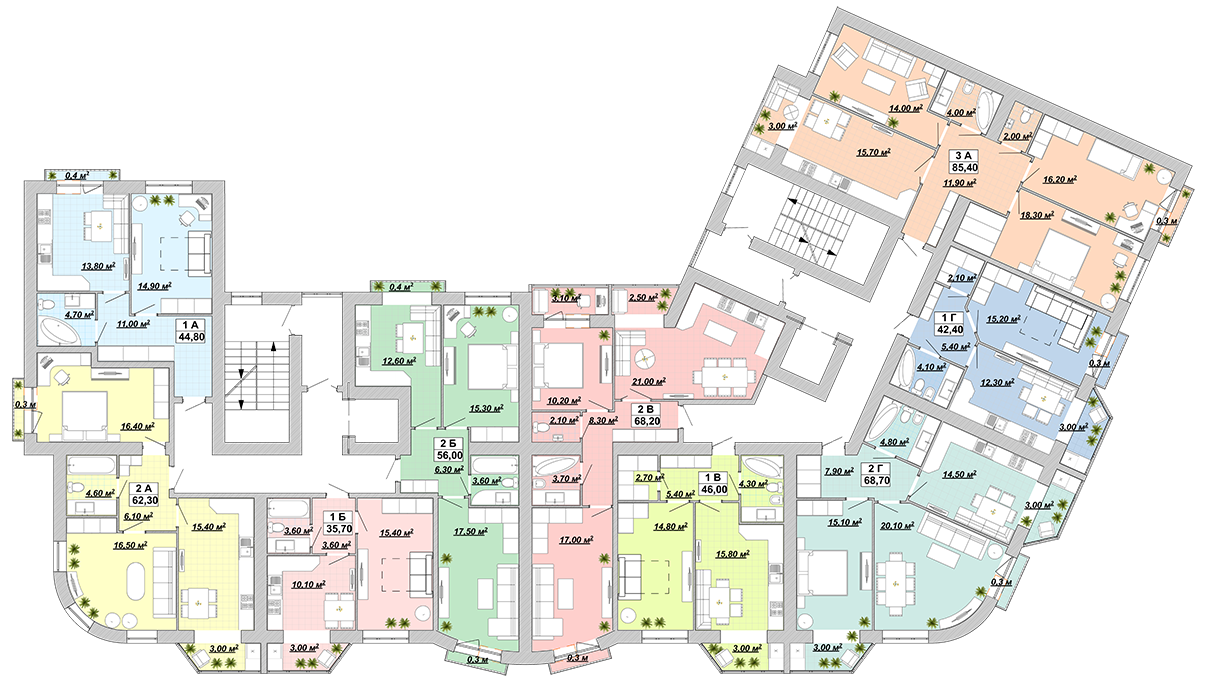 14.00 м²
4.00 м²
3.00 м²
2.00 м²
15.70 м²
3 А
85,40
11.90 м²
16.20 м²
18.30 м²
0.3 м
0.4 м²
13.80 м²
14.90 м²
4.70 м²
11.00 м²
1 А
44,80
0.3 м
16.40 м²
4.60 м²
2 А
62,30
6.10 м²
15.40 м²
16.50 м²
3.00 м²
0.4 м²
12.60 м²
15.30 м²
2 Б
56,00
6.30 м²
3.60 м²
17.50 м²
0.3 м
3.60 м²
1 Б
35,70
3.60 м²
15.40 м²
10.10 м²
3.00 м²
3.10 м²
2.50 м²
21.00 м²
10.20 м²
2.10 м²
8.30 м²
2 В
68,20
3.70 м²
17.00 м²
0.3 м
2.70 м²
5.40 м²
1 В
46,00
4.30 м²
14.80 м²
15.80 м²
3.00 м²
2.10 м²
1 Г
42,40
15.20 м²
5.40 м²
4.10 м²
12.30 м²
0.3 м
3.00 м²
4.80 м²
7.90 м²
2 Г
68,70
14.50 м²
3.00 м²
15.10 м²
20.10 м²
0.3 м
3.00 м²